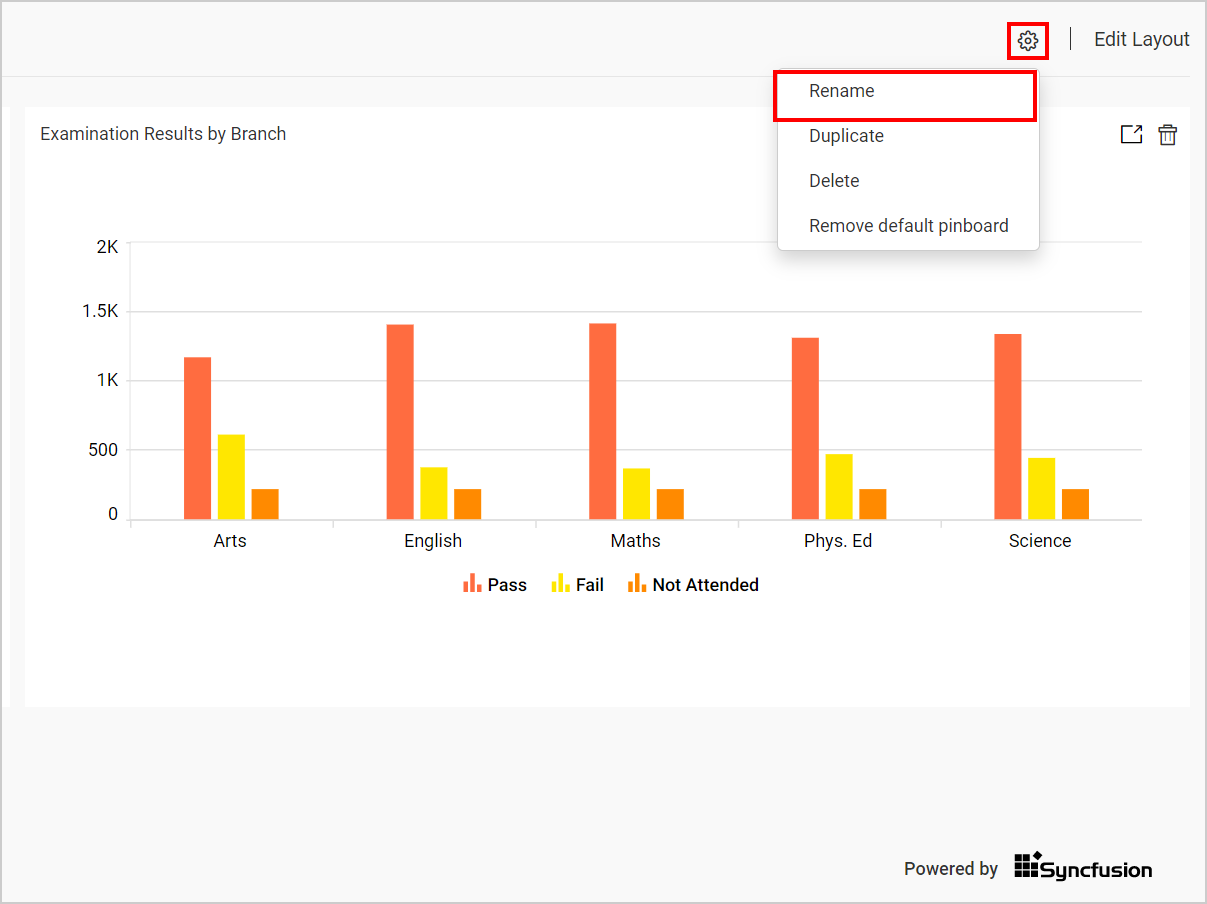 Edit Layout
Rename
Duplicate
Delete
Remove default pinboard
Examination Results by Branch
2K
1.5K
1K
500
0
Arts English Maths Phys. Ed Science
Pass Fail Not Attended
Powered by Syncfusion